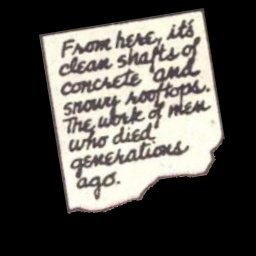 From here, it's
clean shafts of
concrete and
snowy rooftops.
The work of men
who died
generations
ago.